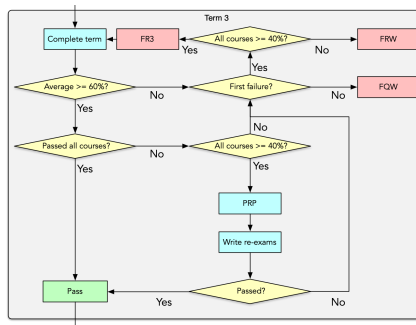 Term 3
Complete term
FR3
All courses >= 40%?
FRW
Yes
No
Yes
Average >= 60%?
No
First failure?
No
FQW
Yes
No
Passed all courses?
No
All courses >= 40%?
Yes
Yes
PRP
Write re-exams
Pass
Passed?
Yes
No